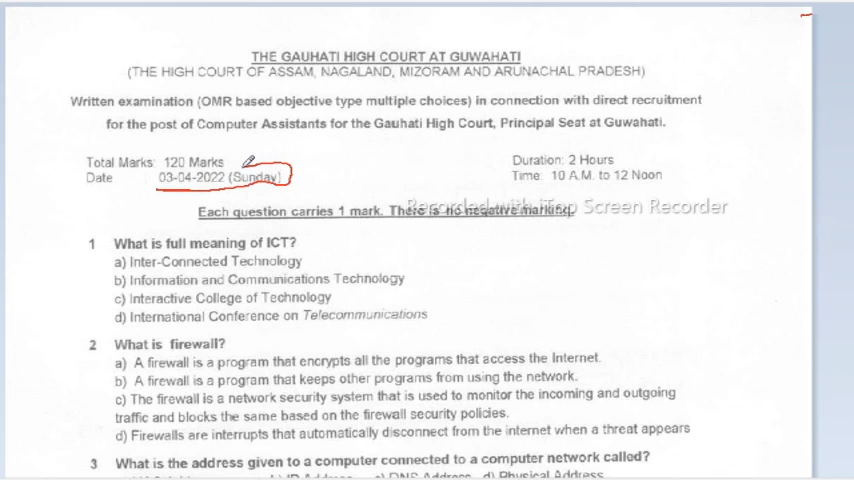 THE GAUHATI HIGH COURT AT GUWAHATI
(THE HIGH COURT OF ASSAM, NAGALAND, MIZORAM AND ARUNACHAL PRADESH)
Written examination (OMR based objective type multiple choices) in connection with direct recruitment
for the post of Computer Assistants for the Gauhati High Court, Principal Seat at Guwahati.
Total Marks: 120 Marks Duration: 2 Hours
Date 03-04-2022 (Sunday) Time: 10 A.M. to 12 Noon
Recorded with iTop Screen Recorder
Each question carries 1 mark. There is no negative marking.
1 What is full meaning of ICT?
a) Inter-Connected Technology
b) Information and Communications Technology
c) Interactive College of Technology
d) International Conference on Telecommunications
2 What is firewall?
a) A firewall is a program that encrypts all the programs that access the Internet.
b) A firewall is a program that keeps other programs from using the network.
c) The firewall is a network security system that is used to monitor the incoming and outgoing
traffic and blocks the same based on the firewall security policies.
d) Firewalls are interrupts that automatically disconnect from the internet when a threat appears
3 What is the address given to a computer connected to a computer network called?
b) IP Address c) DNS Address d) Physical Address